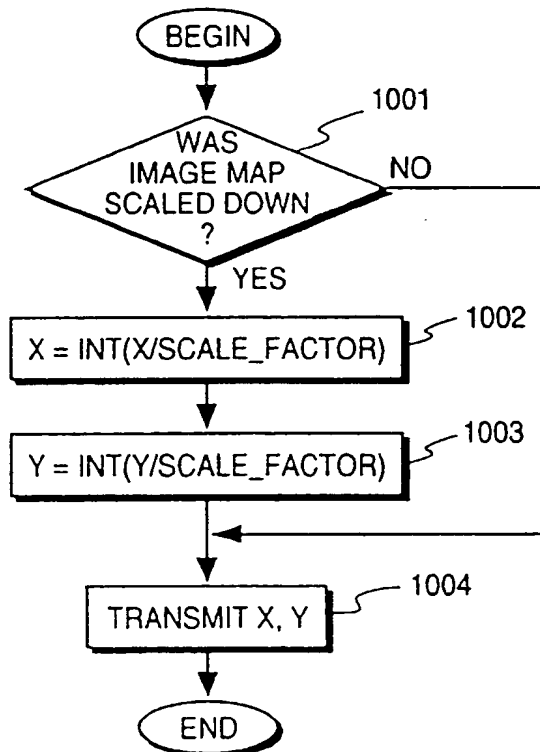 BEGIN
1001
WAS
IMAGE MAP
SCALED DOWN
?
NO
YES
1002
X = INT(X/SCALE_FACTOR)
1003
Y = INT(Y/SCALE_FACTOR)
1004
TRANSMIT X, Y
END